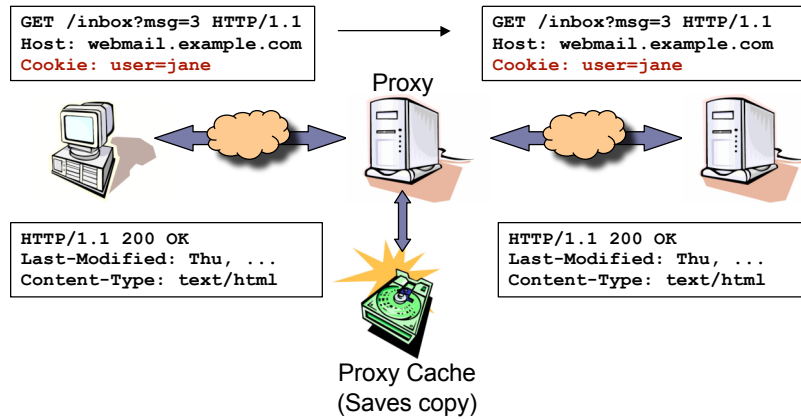 GET /inbox?msg=3 HTTP/1.1
Host: webmail.example.com
Cookie: user=jane
GET /inbox?msg=3 HTTP/1.1
Host: webmail.example.com
Cookie: user=jane
Proxy
HTTP/1.1 200 OK
Last-Modified: Thu, ...
Content-Type: text/html
HTTP/1.1 200 OK
Last-Modified: Thu, ...
Content-Type: text/html
Proxy Cache
(Saves copy)